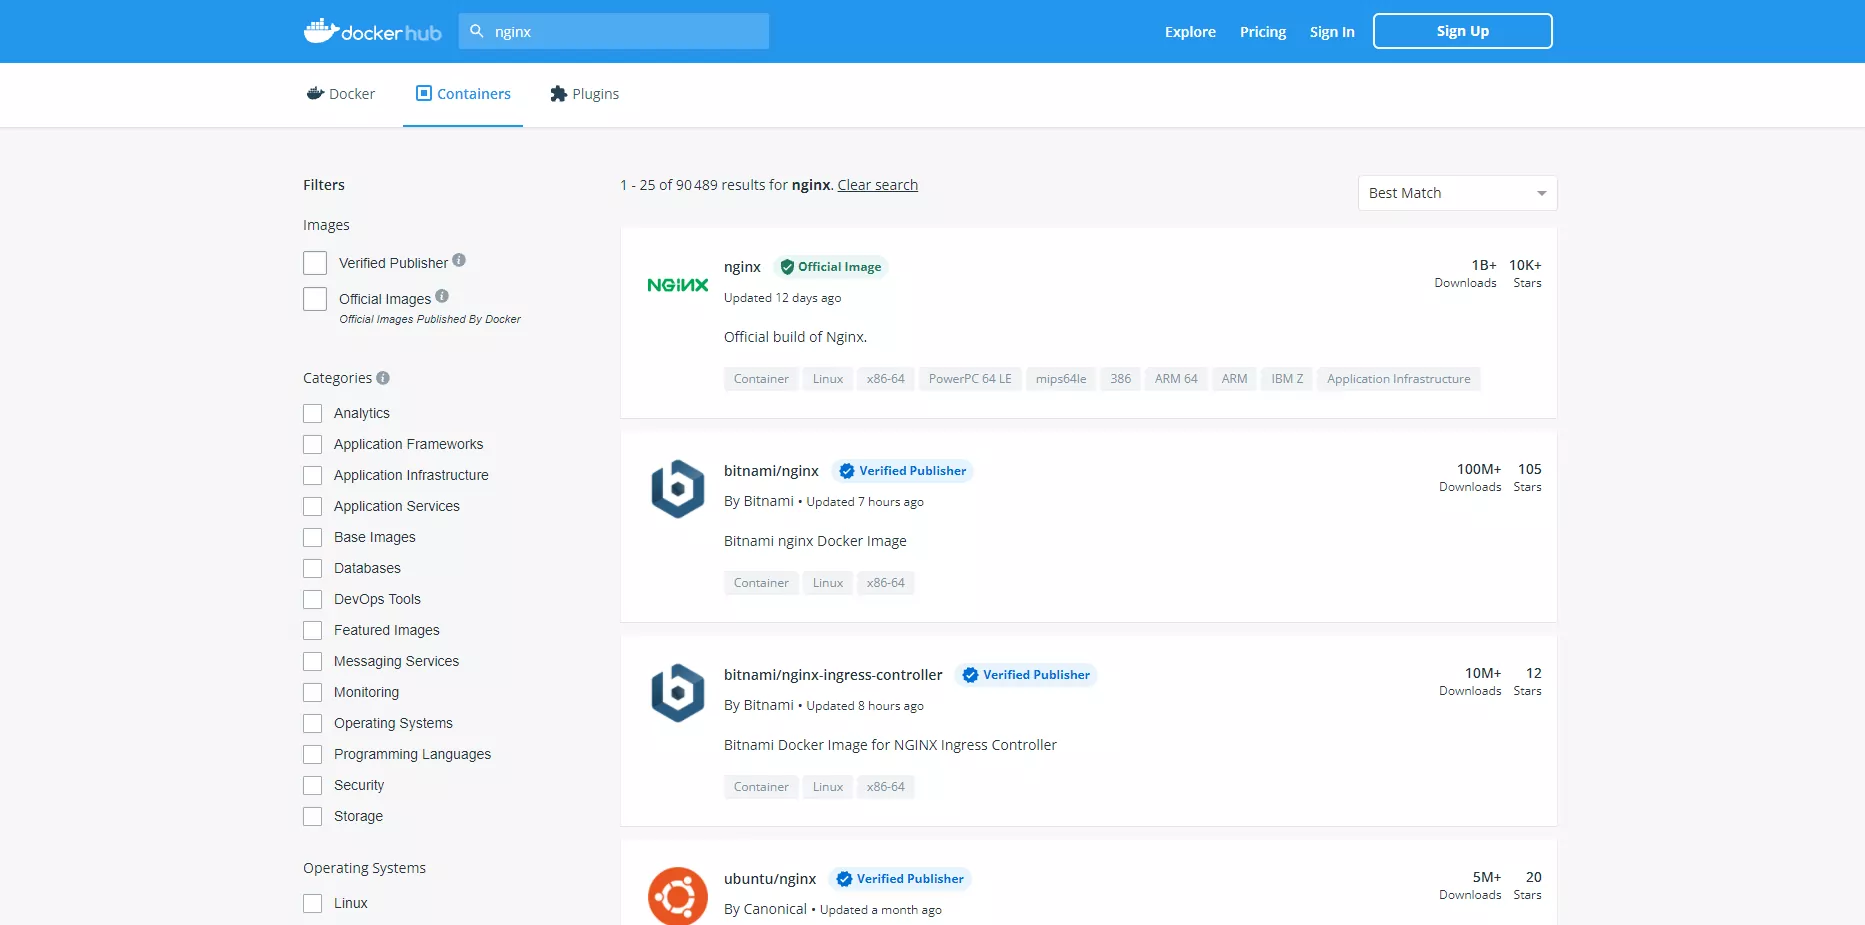 docker hub
nginx
Explore
Pricing
Sign In
Sign Up
Docker
Containers
Plugins
Filters
Images
Verified Publisher
Official Images
Official Images Published By Docker
Categories
Analytics
Application Frameworks
Application Infrastructure
Application Services
Base Images
Databases
DevOps Tools
Featured Images
Messaging Services
Monitoring
Operating Systems
Programming Languages
Security
Storage
Operating Systems
Linux
1 - 25 of 90 489 results for nginx. Clear search
Best Match
NGINX
nginx Official Image
Updated 12 days ago
Official build of Nginx.
Container Linux x86-64 PowerPC 64 LE mips64le 386 ARM 64 ARM IBM Z Application Infrastructure
1B+ 10K+
Downloads Stars
bitnami/nginx Verified Publisher
By Bitnami • Updated 7 hours ago
Bitnami nginx Docker Image
Container Linux x86-64
100M+ 105
Downloads Stars
bitnami/nginx-ingress-controller Verified Publisher
By Bitnami • Updated 8 hours ago
Bitnami Docker Image for NGINX Ingress Controller
Container Linux x86-64
10M+ 12
Downloads Stars
ubuntu/nginx Verified Publisher
By Canonical • Updated a month ago
5M+ 20
Downloads Stars